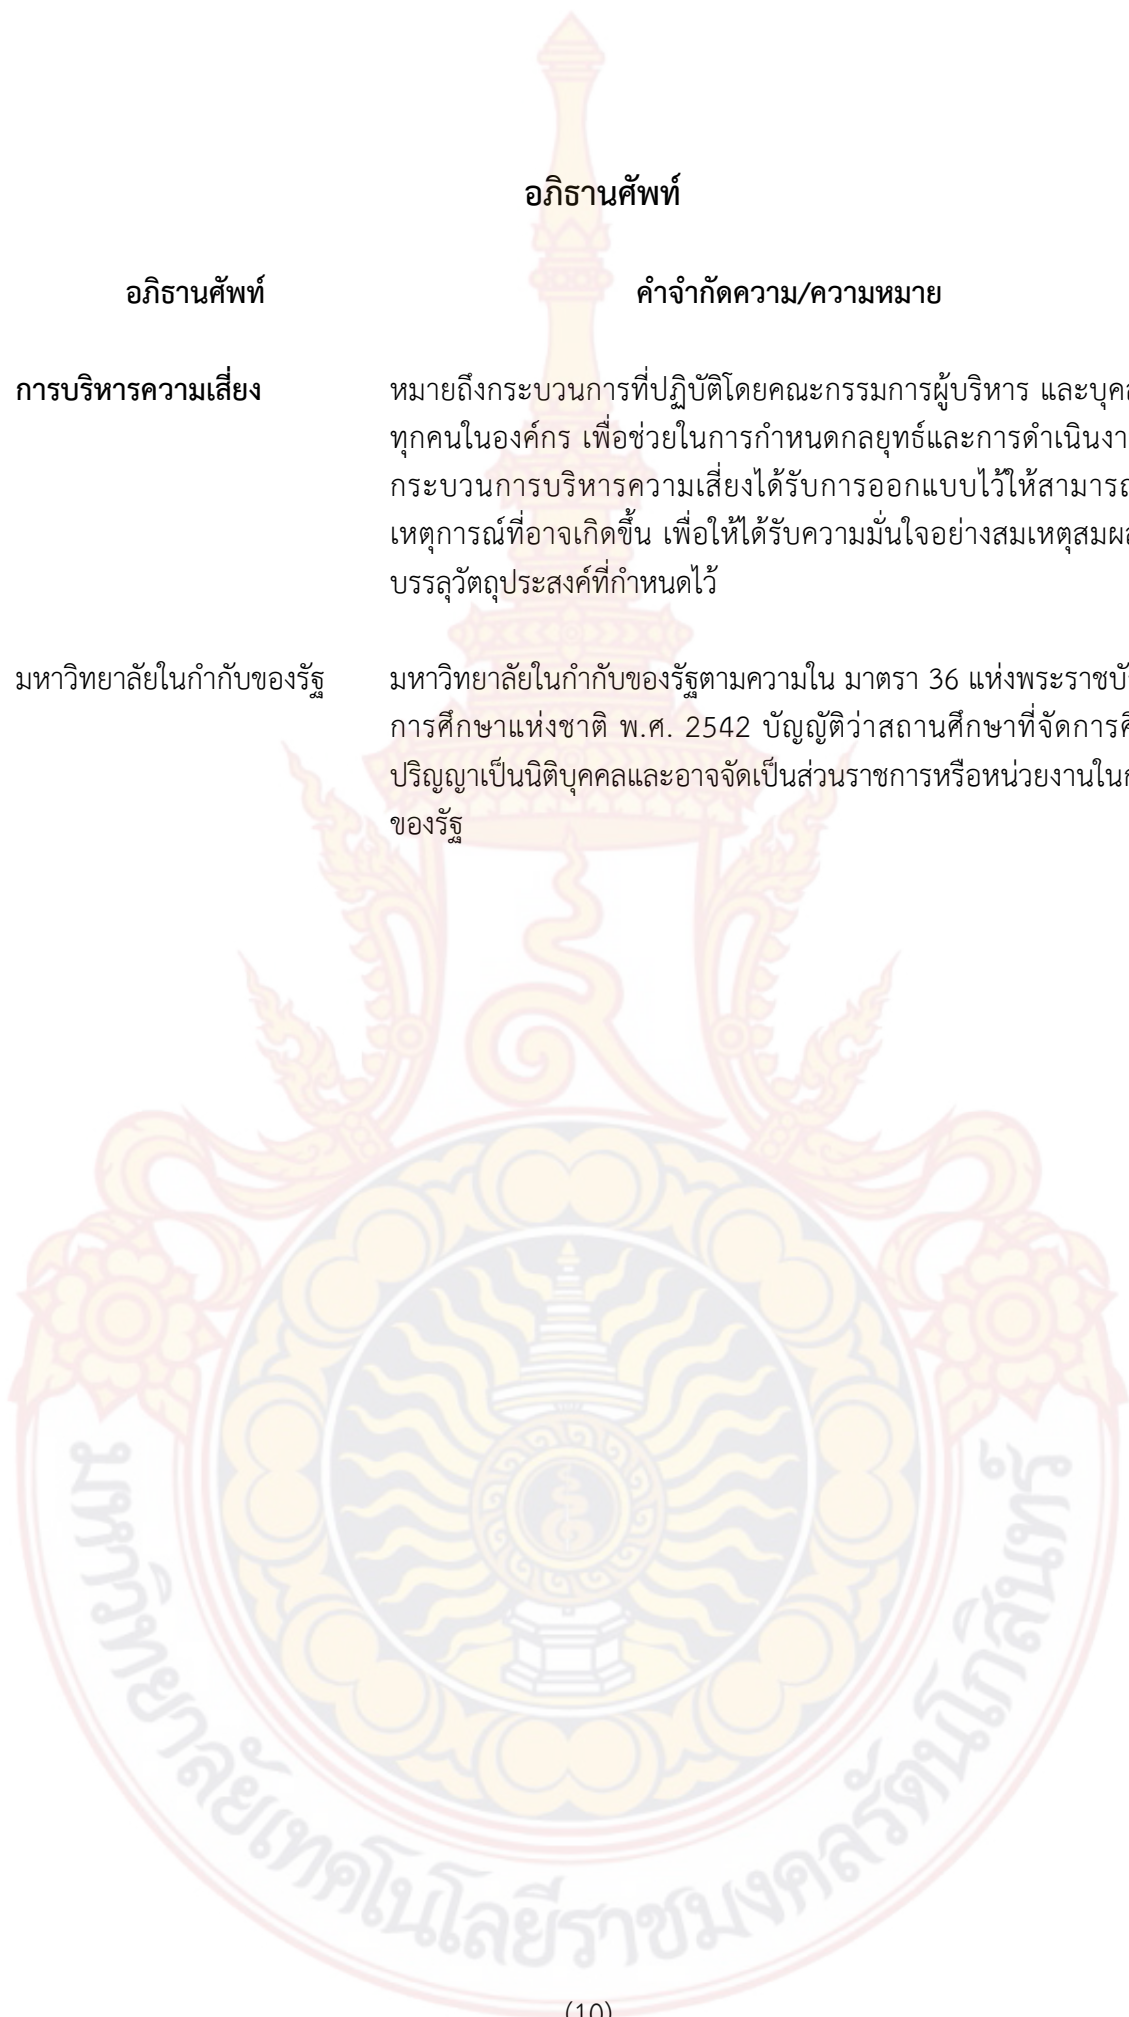 อภิธานศัพท์
อภิธานศัพท์ คำจำกัดความ/ความหมาย
การบริหารความเสี่ยง หมายถึงกระบวนการที่ปฏิบัติโดยคณะกรรมการผู้บริหาร และบุคล
ทุกคนในองค์กร เพื่อช่วยในการกำหนดกลยุทธ์และการดำเนินงา
กระบวนการบริหารความเสี่ยงได้รับการออกแบบไว้ให้สามารถ
เหตุการณ์ที่อาจเกิดขึ้น เพื่อให้ได้รับความมั่นใจอย่างสมเหตุสมผล
บรรลุวัตถุประสงค์ที่กำหนดไว้
มหาวิทยาลัยในกำกับของรัฐ มหาวิทยาลัยในกำกับของรัฐตามความใน มาตรา 36 แห่งพระราชบั
การศึกษาแห่งชาติ พ.ศ. 2542 บัญญัติว่าสถานศึกษาที่จัดการศึ
ปริญญาเป็นนิติบุคคลและอาจจัดเป็นส่วนราชการหรือหน่วยงานในก
ของรัฐ
มหาวิทยาลัยเทคโนโลยีราชมงคลรัตนโกสินทร์
(10)